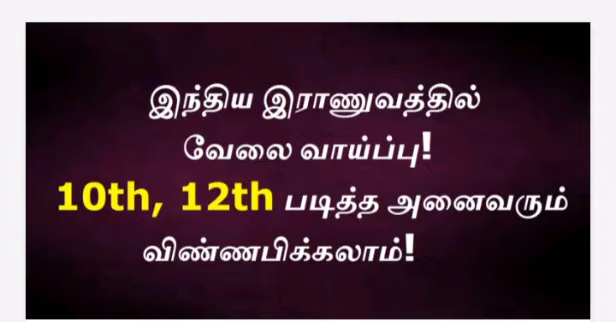 இந்திய இராணுவத்தில்
வேலை வாய்ப்பு!
10th, 12th படித்த அனைவரும்
விண்ணபிக்கலாம்!